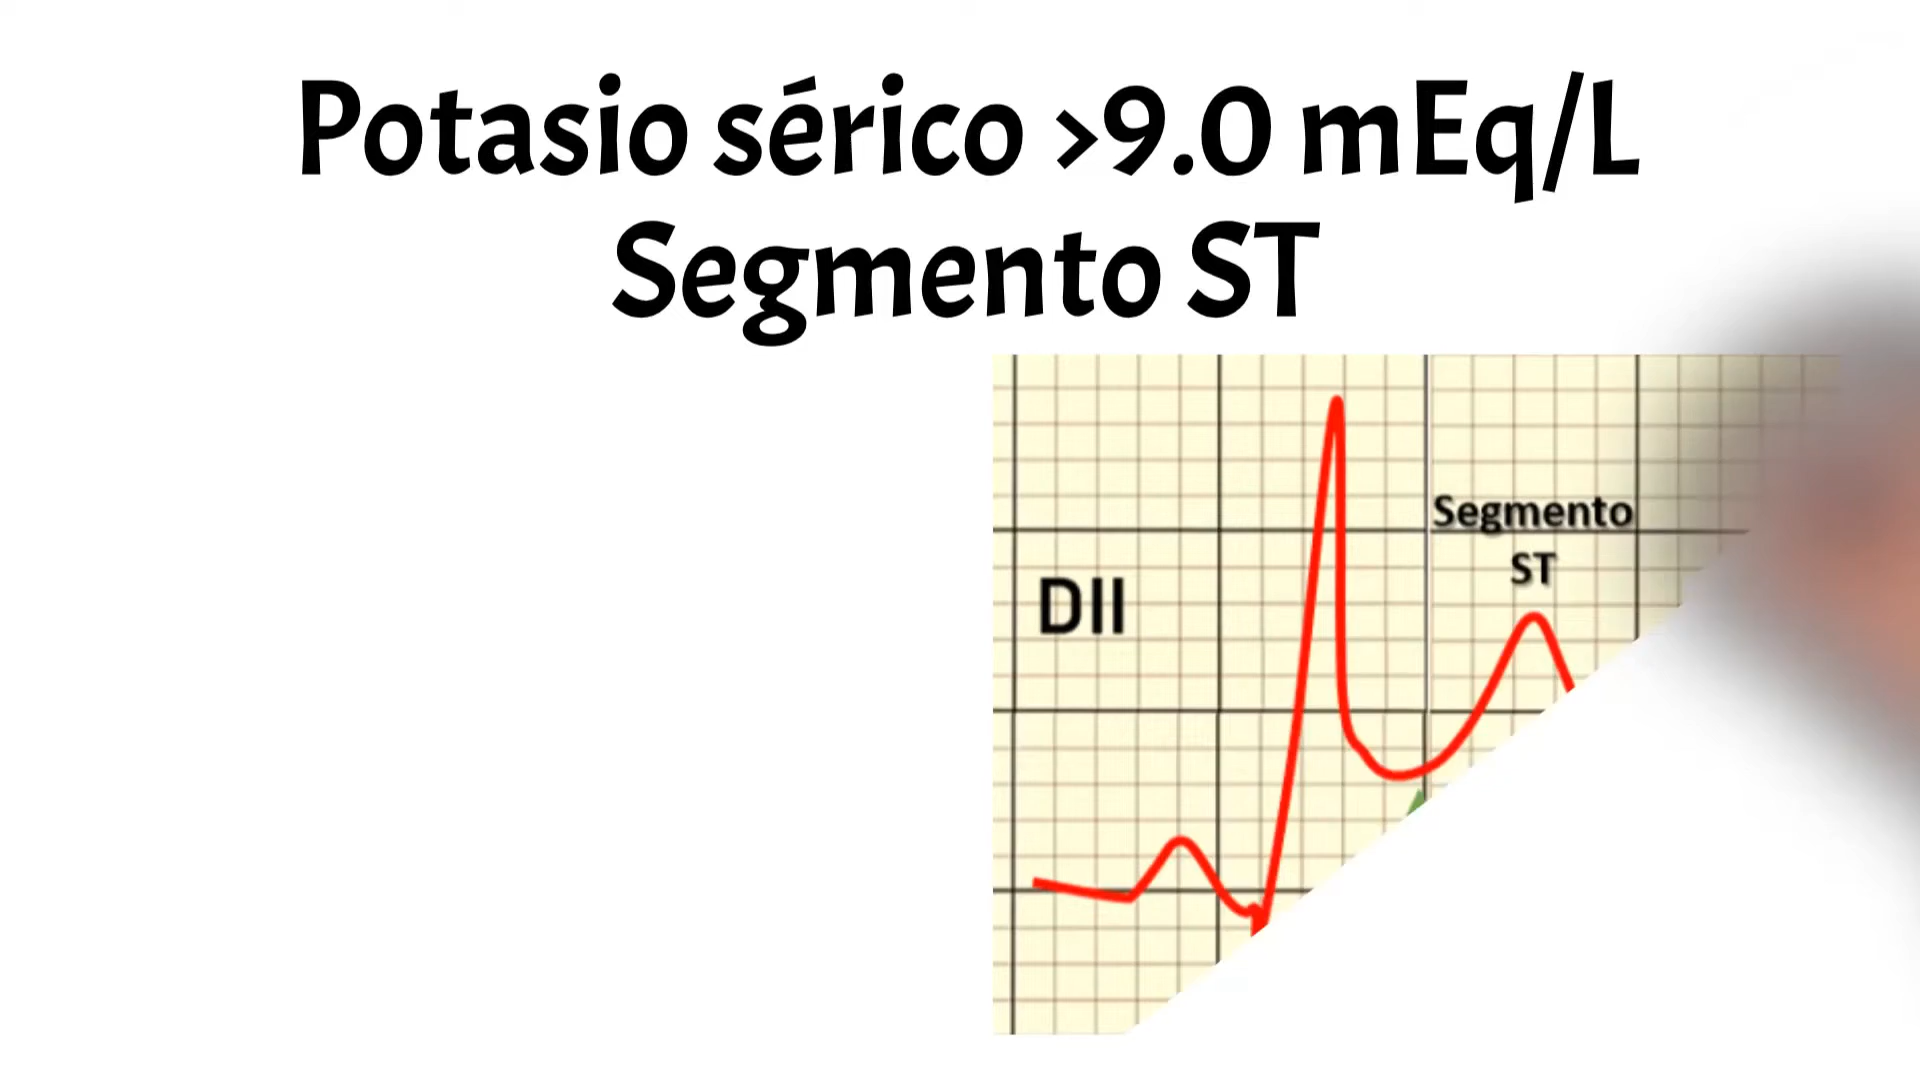 Potasio sérico >9.0 mEq/L
Segmento ST
Segmento
ST
DII